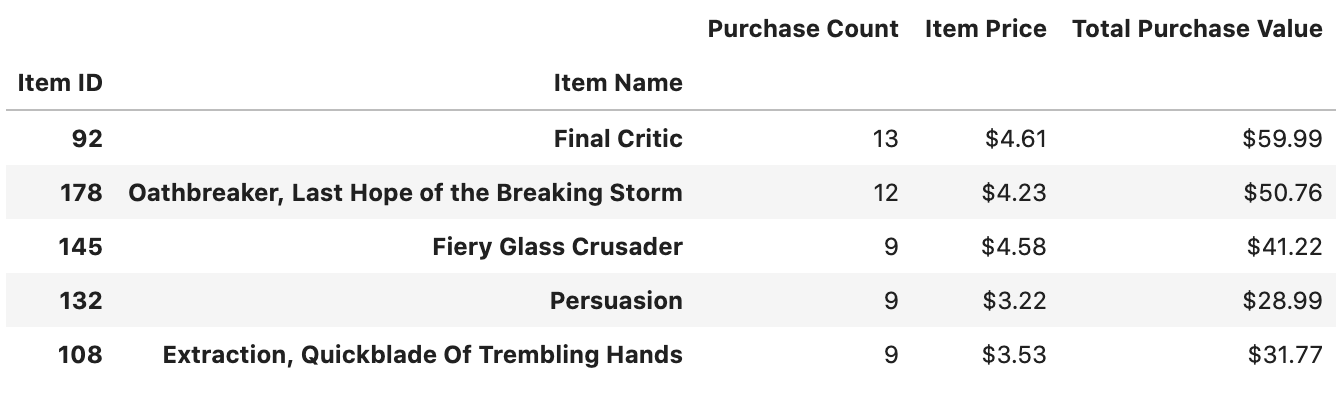 Purchase Count Item Price Total Purchase Value
Item ID Item Name
92 Final Critic 13 $4.61 $59.99
178 Oathbreaker, Last Hope of the Breaking Storm 12 $4.23 $50.76
145 Fiery Glass Crusader 9 $4.58 $41.22
132 Persuasion 9 $3.22 $28.99
108 Extraction, Quickblade Of Trembling Hands 9 $3.53 $31.77